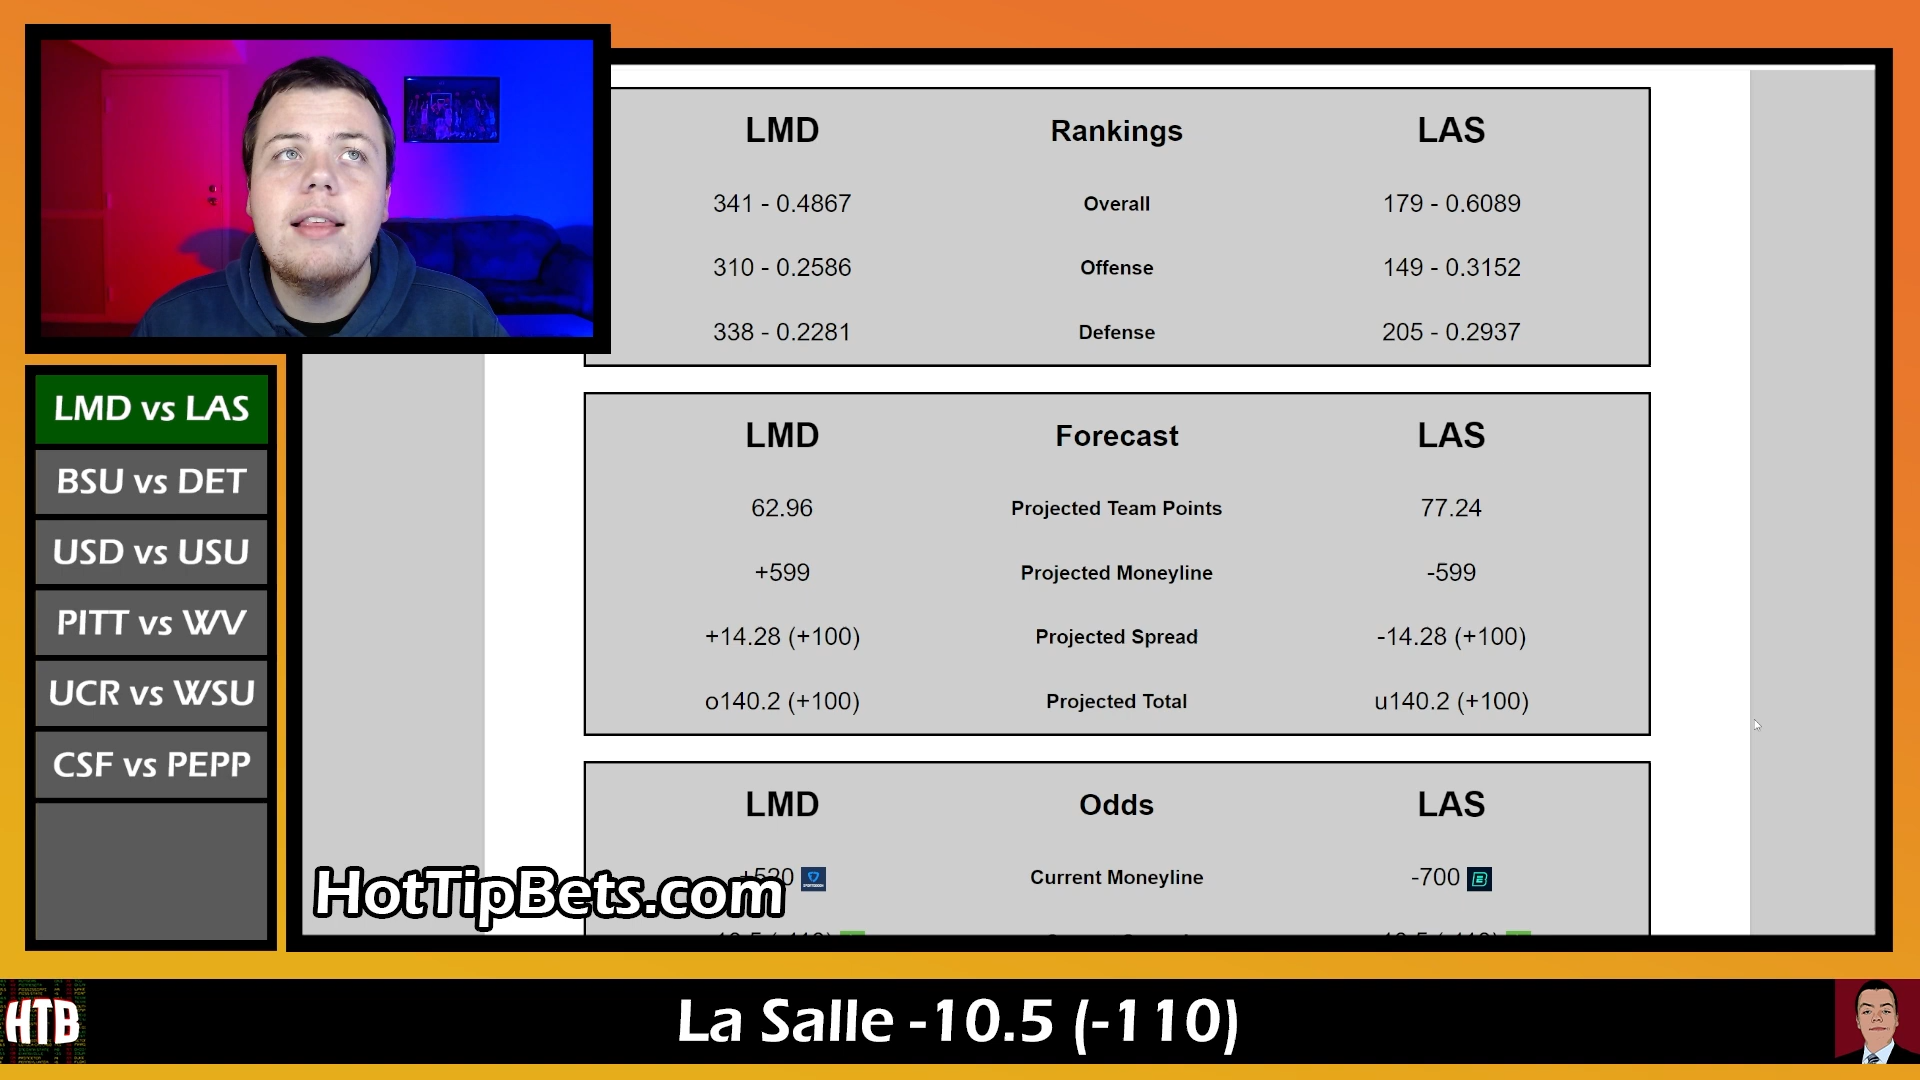 LMD Rankings LAS
341 - 0.4867 Overall 179 - 0.6089
310 - 0.2586 Offense 149 - 0.3152
338 - 0.2281 Defense 205 - 0.2937
LMD Forecast LAS
62.96 Projected Team Points 77.24
+599 Projected Moneyline -599
+14.28 (+100) Projected Spread -14.28 (+100)
o140.2 (+100) Projected Total u140.2 (+100)
LMD Odds LAS
+520 Current Moneyline -700
LMD vs LAS
BSU vs DET
USD vs USU
PITT vs WV
UCR vs WSU
CSF vs PEPP
HotTipBets.com
HTB
La Salle -10.5 (-110)